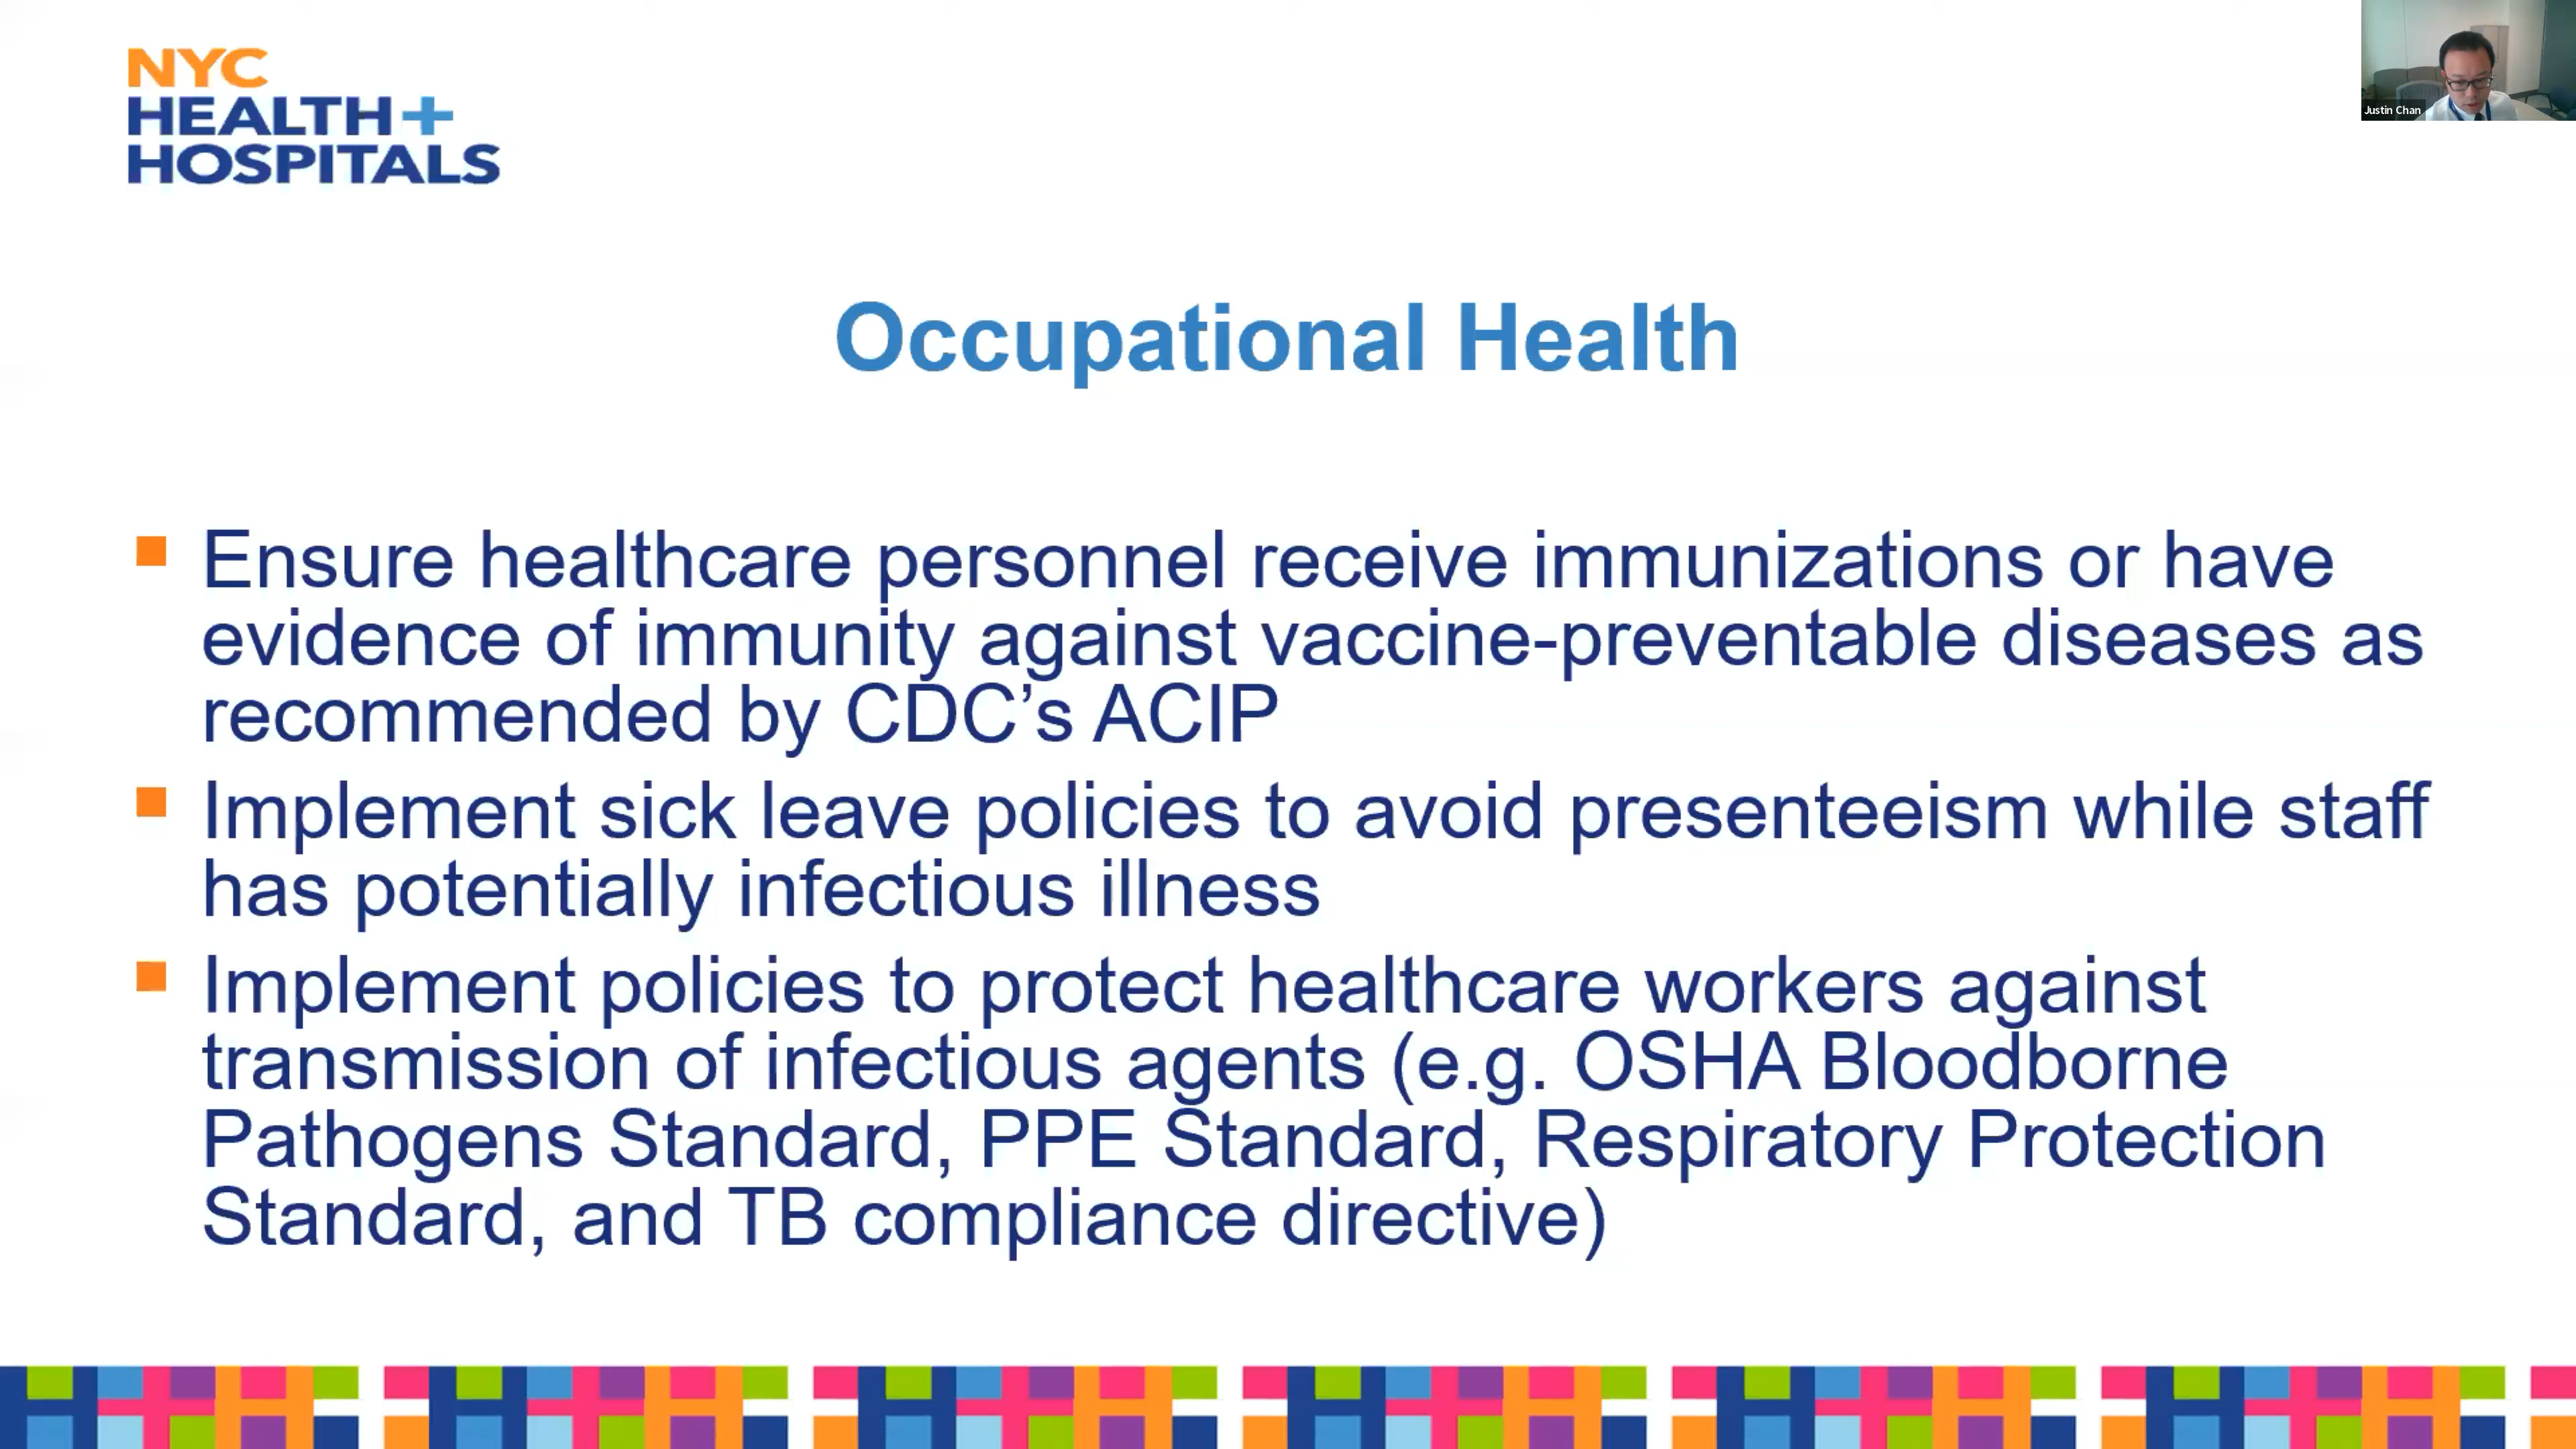 NYC
HEALTH+
HOSPITALS
Justin Chan
Occupational Health
Ensure healthcare personnel receive immunizations or have
evidence of immunity against vaccine-preventable diseases as
recommended by CDC’s ACIP
Implement sick leave policies to avoid presenteeism while staff
has potentially infectious illness
Implement policies to protect healthcare workers against
transmission of infectious agents (e.g. OSHA Bloodborne
Pathogens Standard, PPE Standard, Respiratory Protection
Standard, and TB compliance directive)